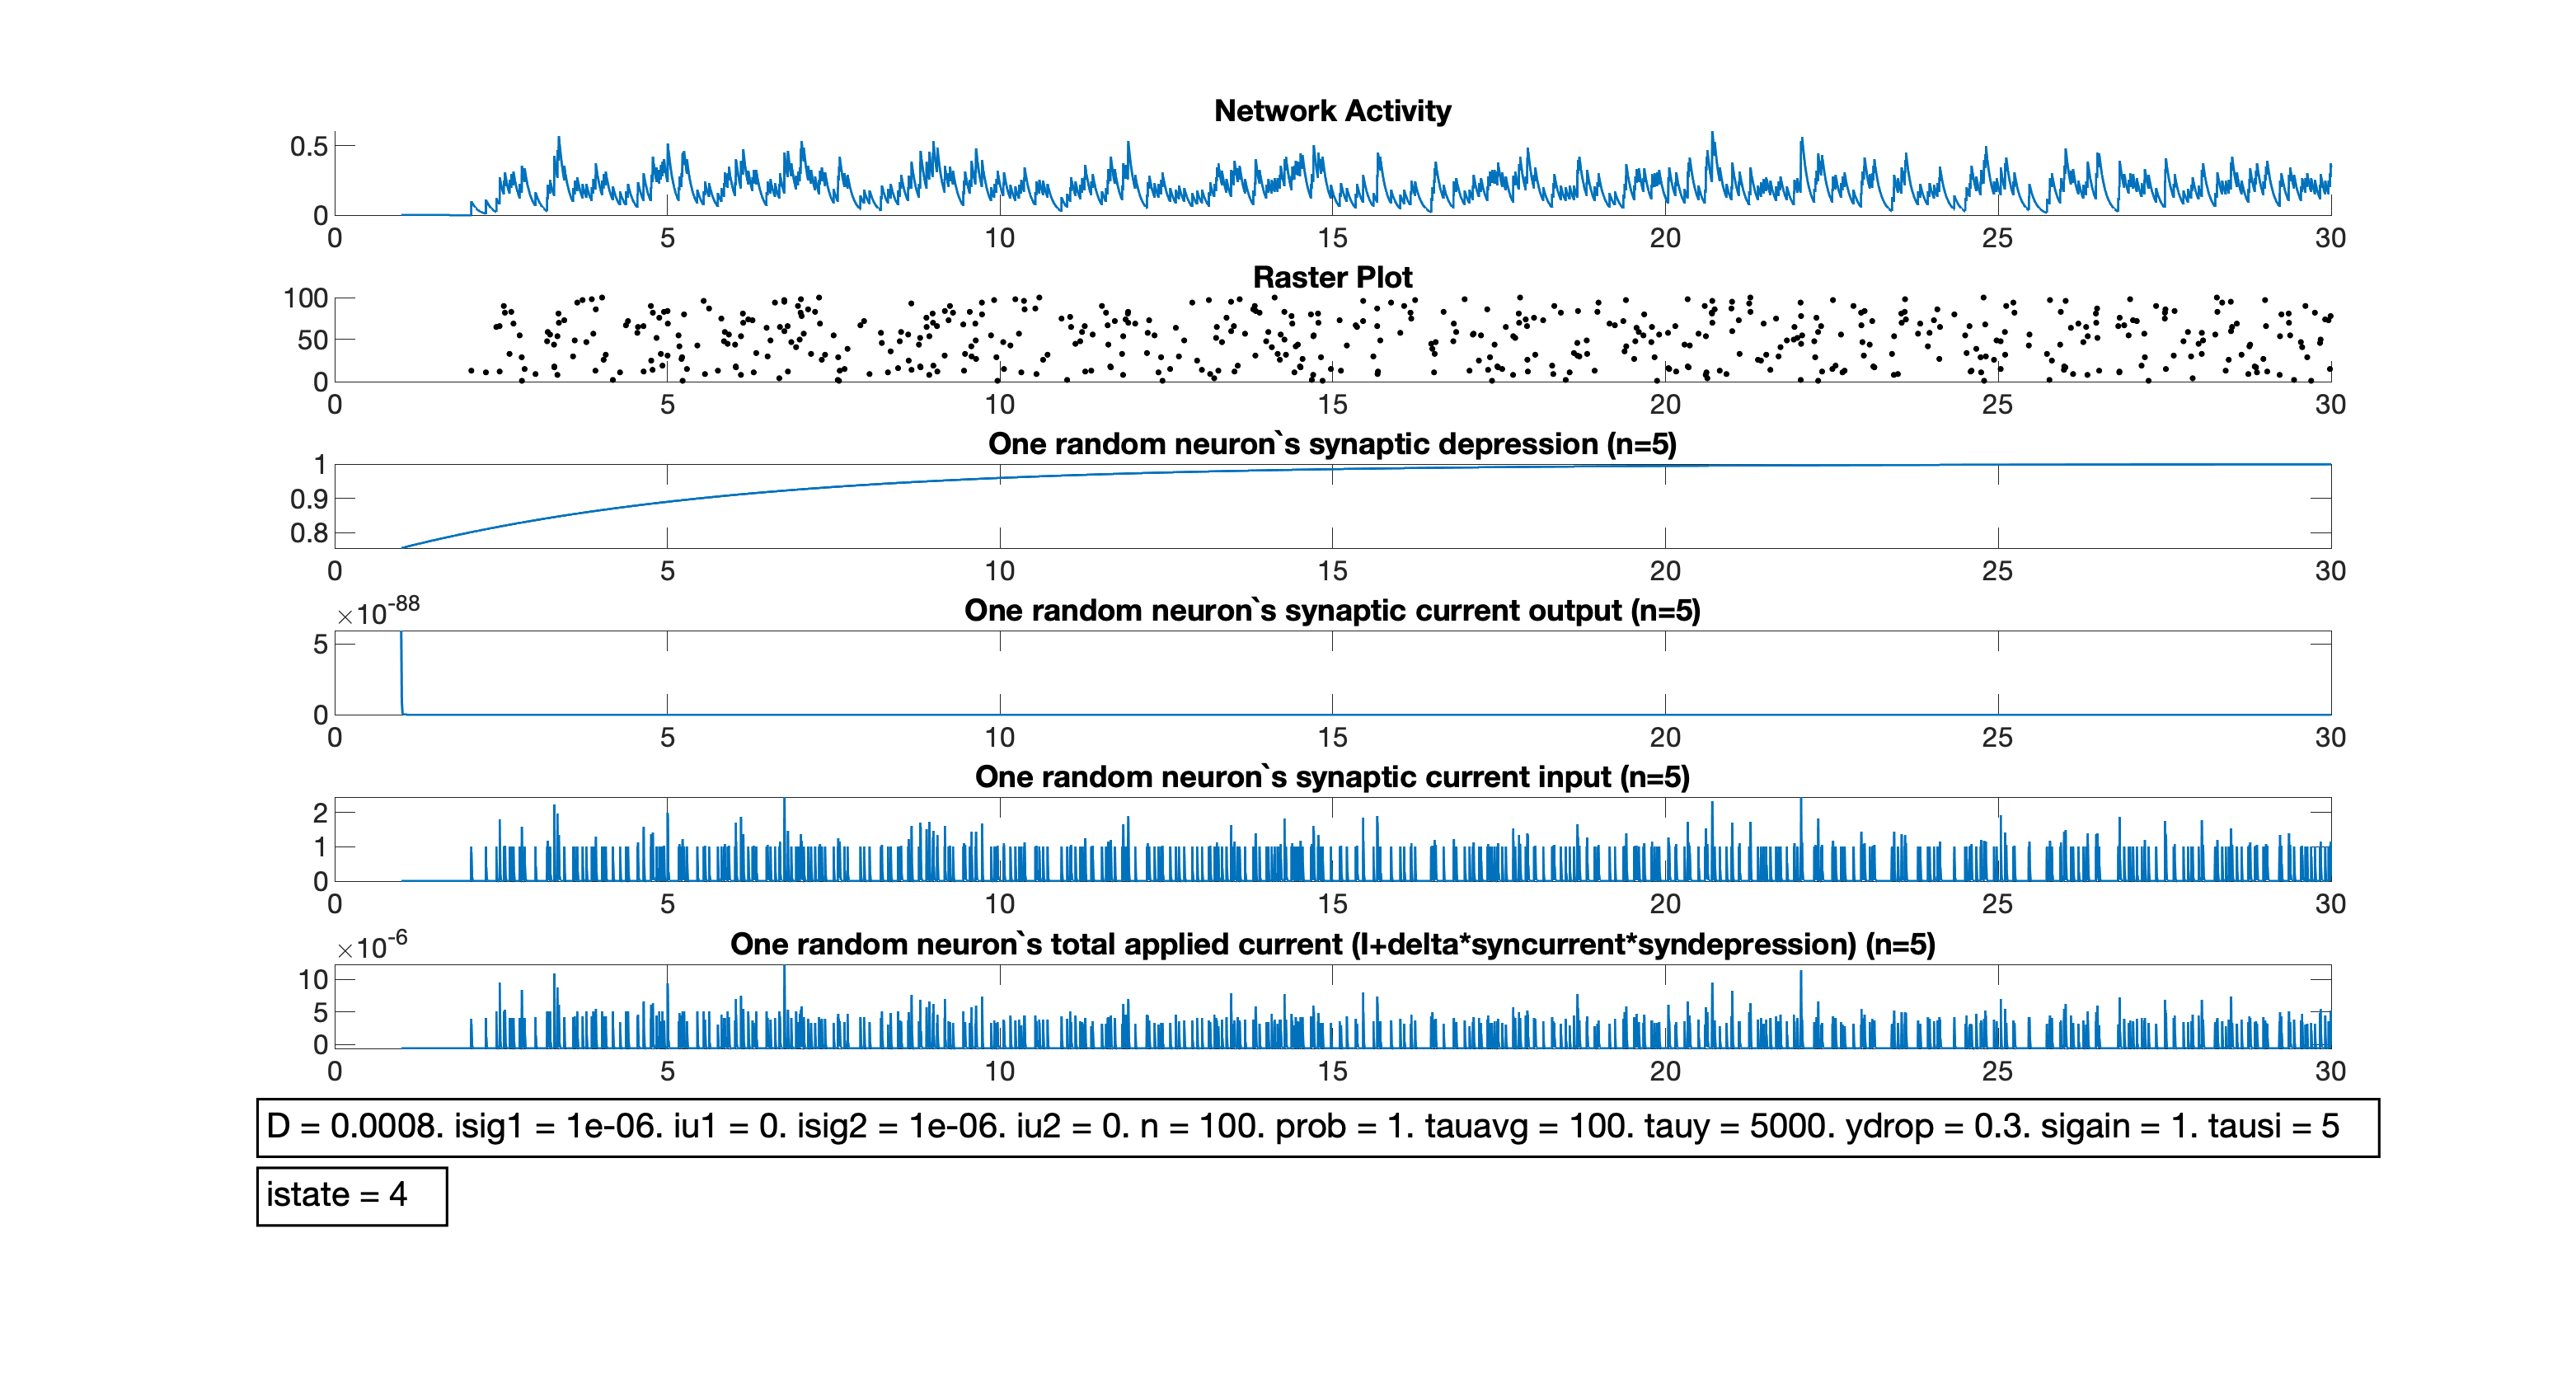 Network Activity
0.5
0
0 5 10 15 20 25 30
Raster Plot
100
50
0
0 5 10 15 20 25 30
One random neuron`s synaptic depression (n=5)
1
0.9
0.8
0 5 10 15 20 25 30
One random neuron`s synaptic current output (n=5)
×10-88
5
0
0 5 10 15 20 25 30
One random neuron`s synaptic current input (n=5)
2
1
0
0 5 10 15 20 25 30
One random neuron`s total applied current (I+delta*syncurrent*syndepression) (n=5)
×10-6
10
5
0
0 5 10 15 20 25 30
D = 0.0008. isig1 = 1e-06. iu1 = 0. isig2 = 1e-06. iu2 = 0. n = 100. prob = 1. tauavg = 100. tauy = 5000. ydrop = 0.3. sigain = 1. tausi = 5
istate = 4